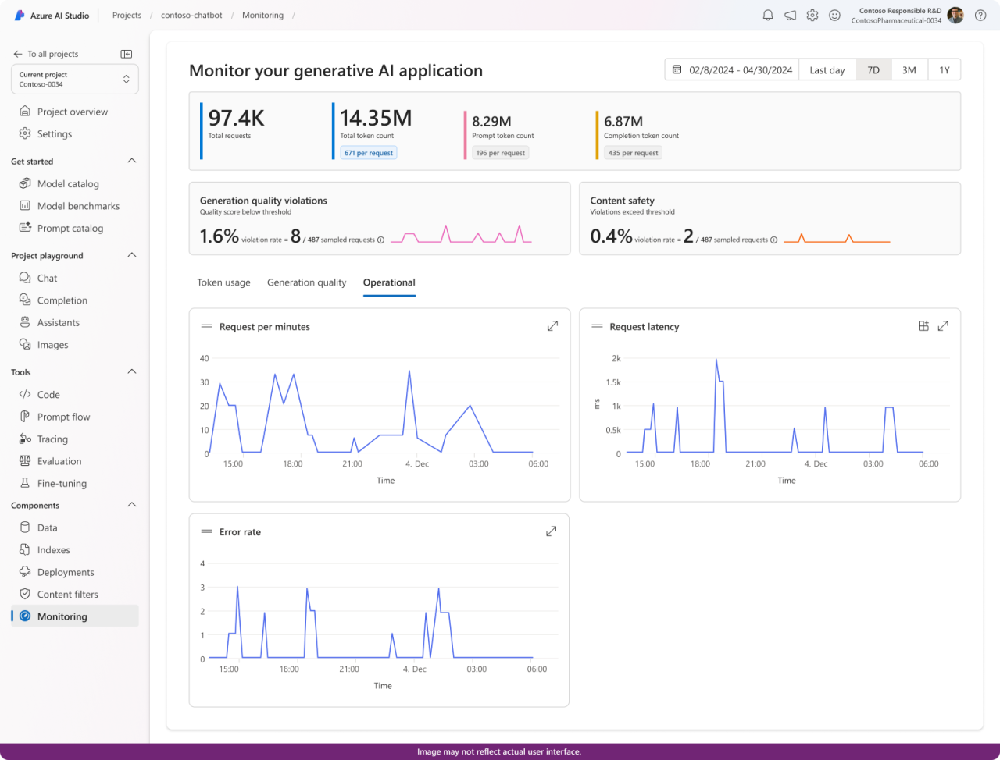 Azure AI Studio
Projects / contoso-chatbot / Monitoring /
Contoso Responsible R&D
ContosoPharmaceutical-0034
To all projects
Current project
Contoso-0034
Project overview
Settings
Get started
Model catalog
Model benchmarks
Prompt catalog
Project playground
Chat
Completion
Assistants
Images
Tools
Code
Prompt flow
Tracing
Evaluation
Fine-tuning
Components
Data
Indexes
Deployments
Content filters
Monitoring
Monitor your generative AI application
02/8/2024 - 04/30/2024 Last day 7D 3M 1Y
97.4K
Total requests
14.35M
Total token count
671 per request
8.29M
Prompt token count
196 per request
6.87M
Completion token count
435 per request
Generation quality violations
Quality score below threshold
1.6% violation rate = 8 / 487 sampled requests
Content safety
Violations exceed threshold
0.4% violation rate = 2 / 487 sampled requests
Token usage Generation quality Operational
Request per minutes
40
30
20
10
0
15:00 18:00 21:00 4. Dec 03:00 06:00
Time
Request latency
2k
1.5k
1k
0.5k
0
ms
15:00 18:00 21:00 4. Dec 03:00 06:00
Time
Error rate
4
3
2
1
0
15:00 18:00 21:00 4. Dec 03:00 06:00
Time
Image may not reflect actual user interface.